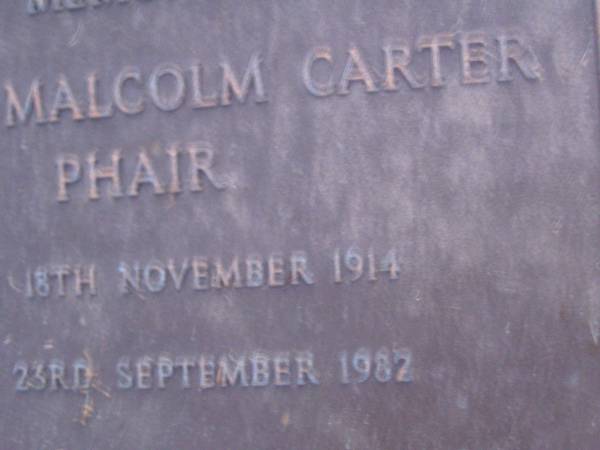 MALCOLM CARTER
PHAIR
18TH NOVEMBER 1914
23RD SEPTEMBER 1982